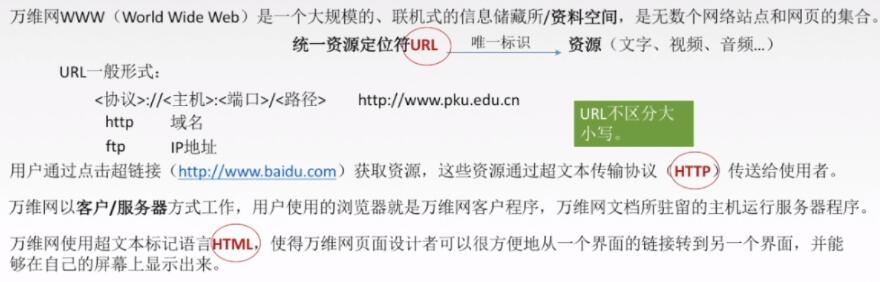 万维网WWW（World Wide Web）是一个大规模的、联机式的信息储藏所/资料空间，是无数个网络站点和网页的集合。
统一资源定位符URL 唯一标识 资源（文字、视频、音频…）
URL一般形式：
<协议>://<主机>:<端口>/<路径> http://www.pku.edu.cn
http 域名
ftp IP地址
URL不区分大
小写。
用户通过点击超链接（http://www.baidu.com）获取资源，这些资源通过超文本传输协议（HTTP）传送给使用者。
万维网以客户/服务器方式工作，用户使用的浏览器就是万维网客户程序，万维网文档所驻留的主机运行服务器程序。
万维网使用超文本标记语言HTML，使得万维网页面设计者可以很方便地从一个界面的链接转到另一个界面，并能
够在自己的屏幕上显示出来。